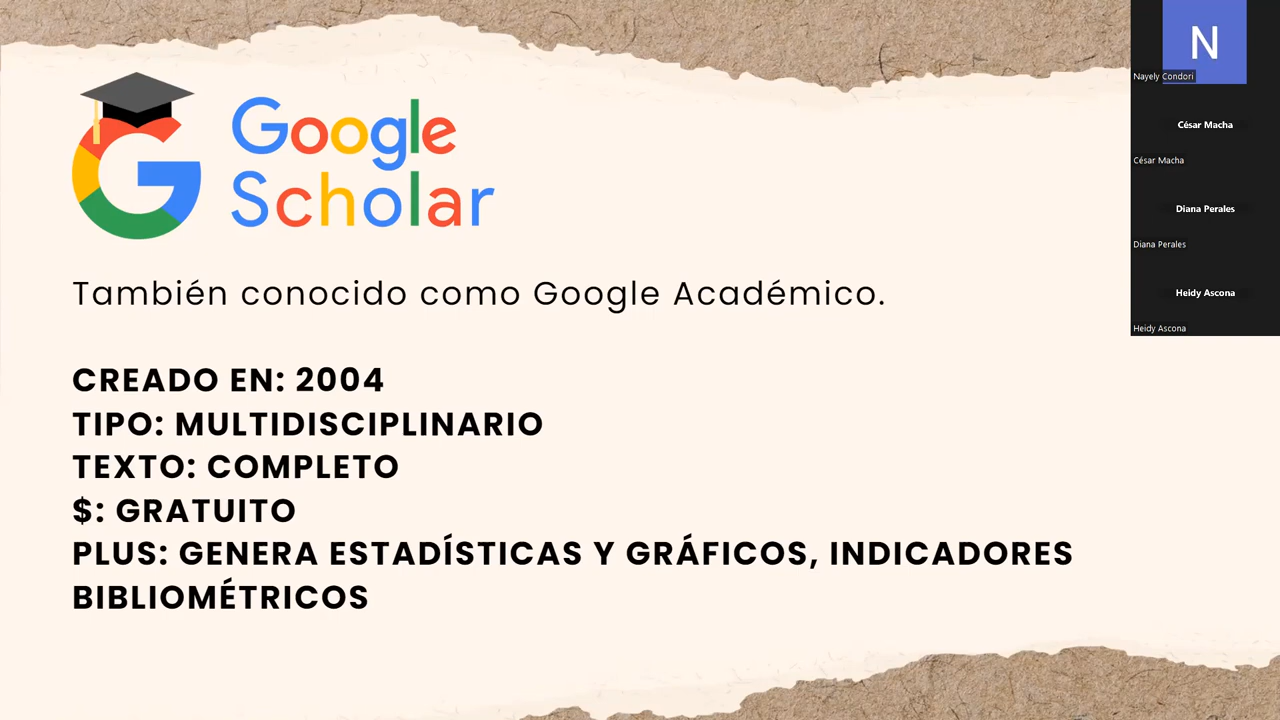 Google
Scholar
También conocido como Google Académico.
CREADO EN: 2004
TIPO: MULTIDISCIPLINARIO
TEXTO: COMPLETO
$: GRATUITO
PLUS: GENERA ESTADÍSTICAS Y GRÁFICOS, INDICADORES
BIBLIOMÉTRICOS
N
Nayely Condori
César Macha
César Macha
Diana Perales
Diana Perales
Heidy Ascona
Heidy Ascona